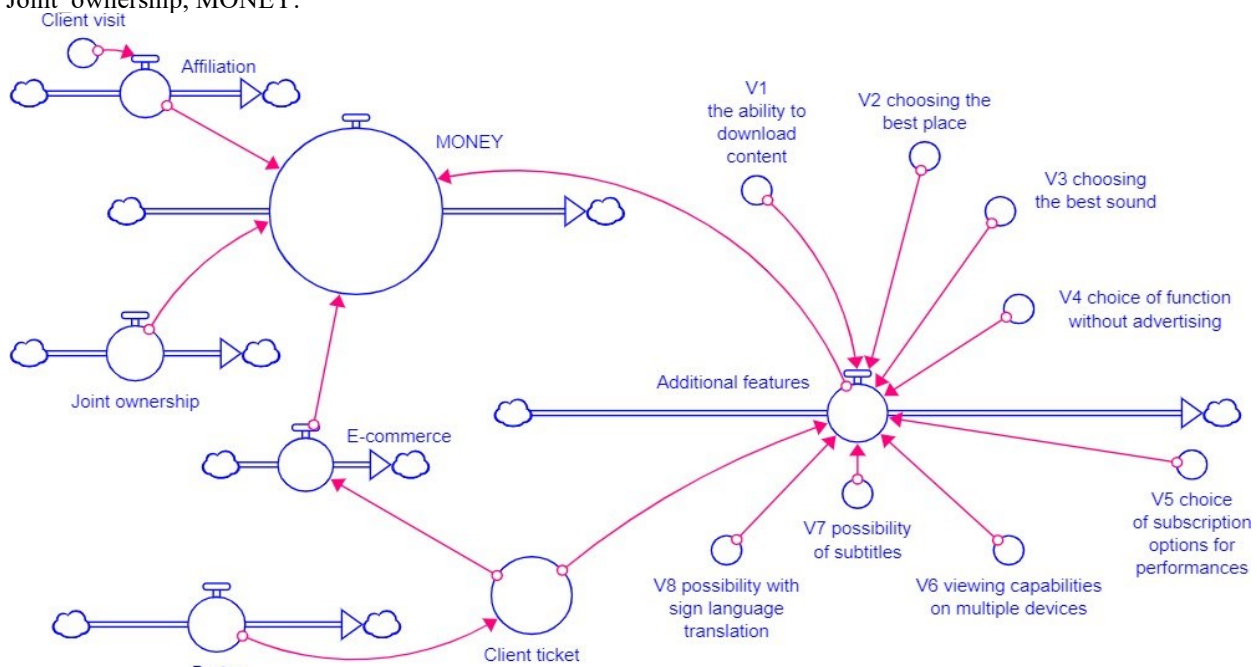 Joint_ownership, MONEY.
Client visit
Affiliation
MONEY
V1
the ability to
download
content
V2 choosing the
best place
V3 choosing
the best sound
V4 choice of function
without advertising
Additional features
Joint ownership
E-commerce
V5 choice
of subscription
options for
performances
V7 possibility
of subtitles
V8 possibility with
sign language
translation
V6 viewing capabilities
on multiple devices
Client ticket